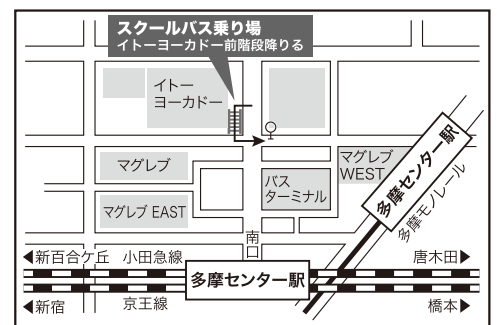 スクールバス乗り場
イトーヨーカドー前階段降りる
イトー
ヨーカドー
マグレブ
マグレブ EAST
バス
ターミナル
マグレブ
WEST
多摩センター駅
多摩モノレール
南
口
新百合ケ丘
小田急線
唐木田
多摩センター駅
新宿
京王線
橋本